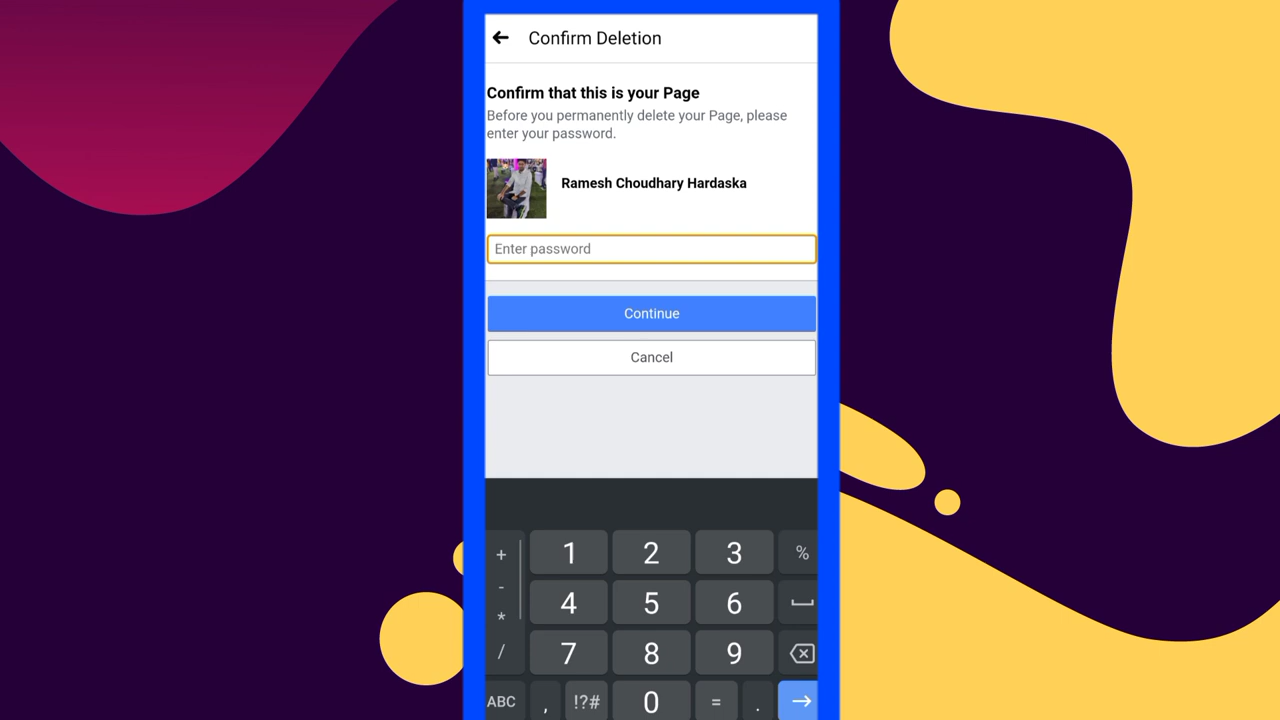 Confirm Deletion
Confirm that this is your Page
Before you permanently delete your Page, please
enter your password.
Ramesh Choudhary Hardaska
Enter password
Continue
Cancel
+ 1 2 3 %
-
4 5 6
*
/ 7 8 9
ABC , !?# 0 = .